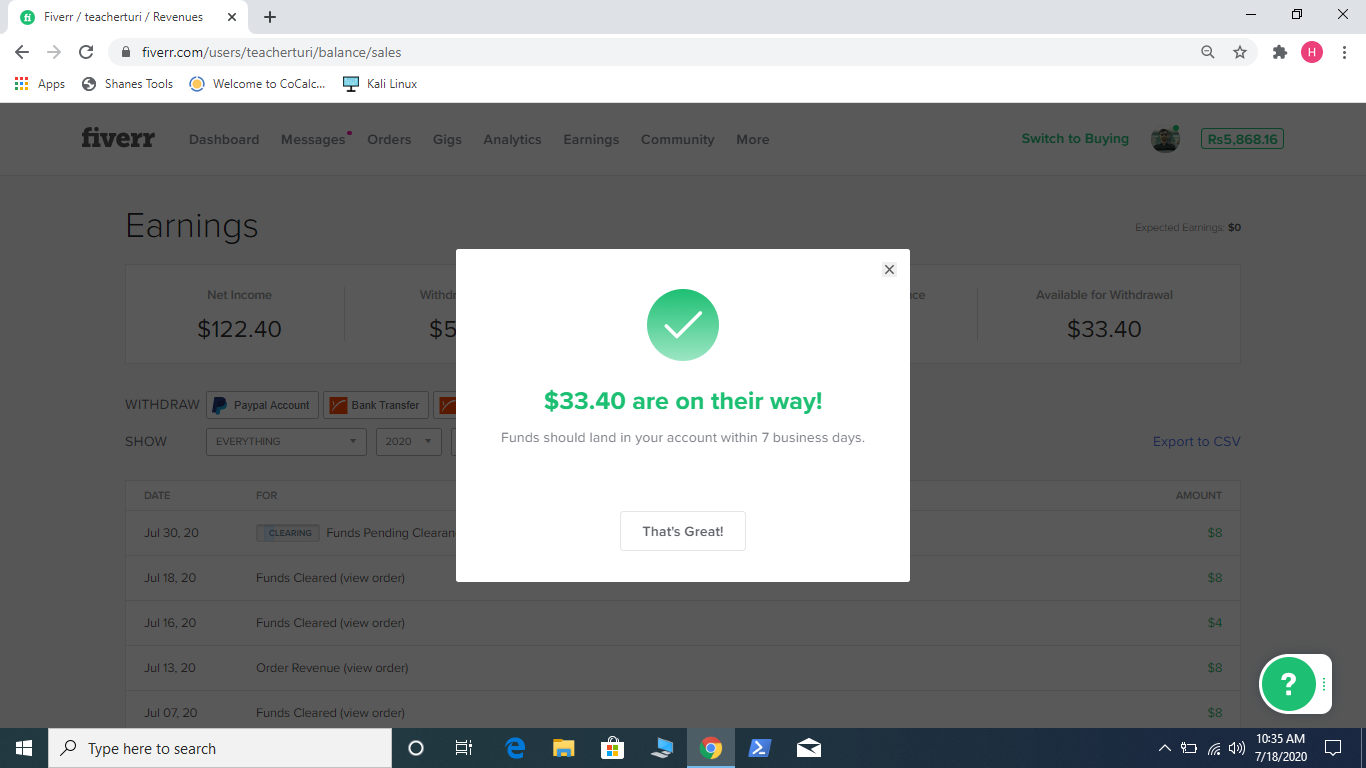 Fiverr / teacherturi / Revenues
fiverr.com/users/teacherturi/balance/sales
H
Apps Shanes Tools Welcome to CoCalc... Kali Linux
fiverr Dashboard Messages Orders Gigs Analytics Earnings Community More Switch to Buying Rs5,868.16
Earnings
Expected Earnings: $0
Net Income
$122.40
Available for Withdrawal
$33.40
$33.40 are on their way!
Funds should land in your account within 7 business days.
That's Great!
WITHDRAW Paypal Account Bank Transfer
SHOW EVERYTHING 2020 Export to CSV
DATE FOR AMOUNT
Jul 30, 20 CLEARING Funds Pending $8
Jul 18, 20 Funds Cleared (view order) $8
Jul 16, 20 Funds Cleared (view order) $4
Jul 13, 20 Order Revenue (view order) $8
Jul 07, 20 Funds Cleared (view order) $8
?
Type here to search
10:35 AM
7/18/2020